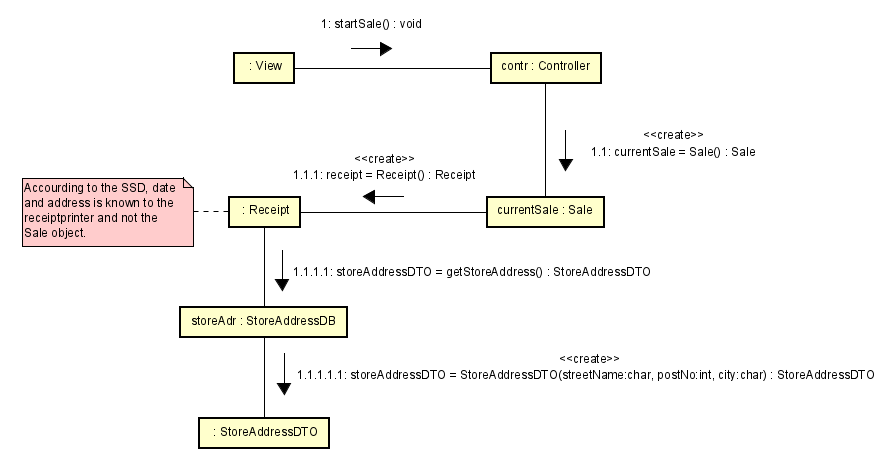 1: startSale() : void
: View
contr : Controller
<<create>>
1.1: currentSale = Sale() : Sale
<<create>>
1.1.1: receipt = Receipt() : Receipt
Accourding to the SSD, date
and address is known to the
receiptprinter and not the
Sale object.
: Receipt
currentSale : Sale
1.1.1.1: storeAddressDTO = getStoreAddress() : StoreAddressDTO
storeAdr : StoreAddressDB
<<create>>
1.1.1.1.1: storeAddressDTO = StoreAddressDTO(streetName:char, postNo:int, city:char) : StoreAddressDTO
: StoreAddressDTO